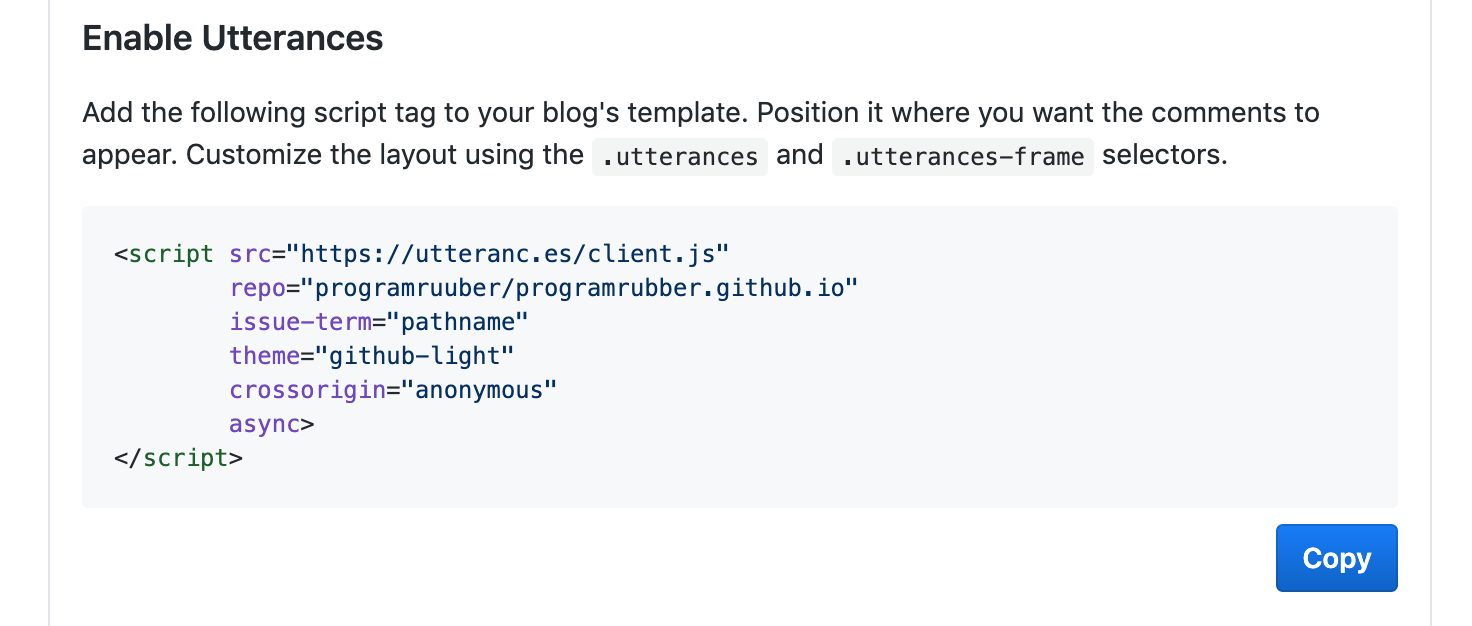 Enable Utterances
Add the following script tag to your blog's template. Position it where you want the comments to
appear. Customize the layout using the .utterances and .utterances-frame selectors.
<script src="https://utteranc.es/client.js"
repo="programruuber/programrubber.github.io"
issue-term="pathname"
theme="github-light"
crossorigin="anonymous"
async>
</script>
Copy